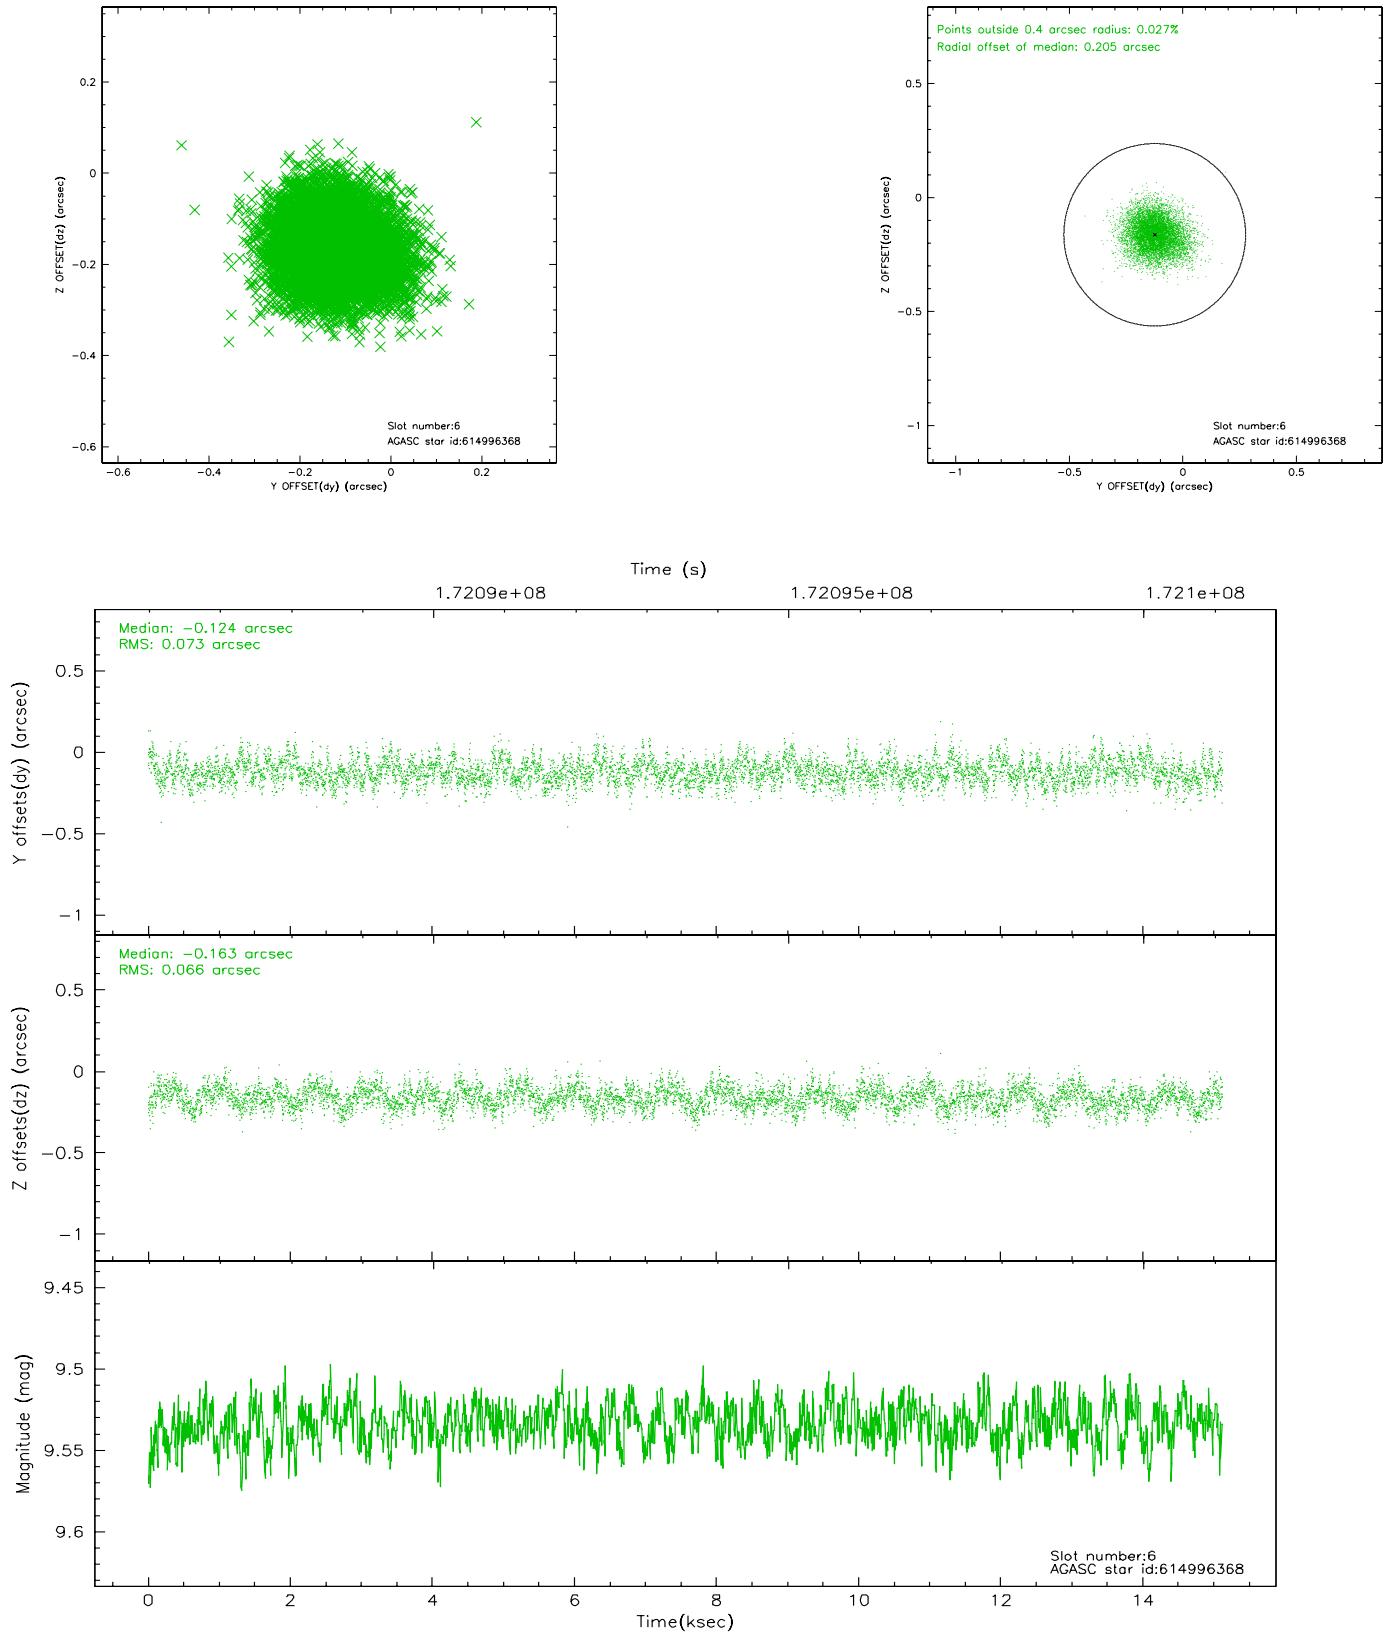 0.2
0
−0.2
−0.4
−0.6
Z OFFSET(dz) (arcsec)
−0.6 −0.4 −0.2 0 0.2
Y OFFSET(dy) (arcsec)
Slot number:6
AGASC star id:614996368
Points outside 0.4 arcsec radius: 0.027%
Radial offset of median: 0.205 arcsec
0.5
0
−0.5
−1
Z OFFSET(dz) (arcsec)
−1 −0.5 0 0.5
Y OFFSET(dy) (arcsec)
Slot number:6
AGASC star id:614996368
Time (s)
1.7209e+08 1.72095e+08 1.721e+08
Median: −0.124 arcsec
RMS: 0.073 arcsec
0.5
0
−0.5
−1
Y offsets(dy) (arcsec)
Median: −0.163 arcsec
RMS: 0.066 arcsec
0.5
0
−0.5
−1
Z offsets(dz) (arcsec)
9.45
9.5
9.55
9.6
Magnitude (mag)
Slot number:6
AGASC star id:614996368
0 2 4 6 8 10 12 14
Time(ksec)